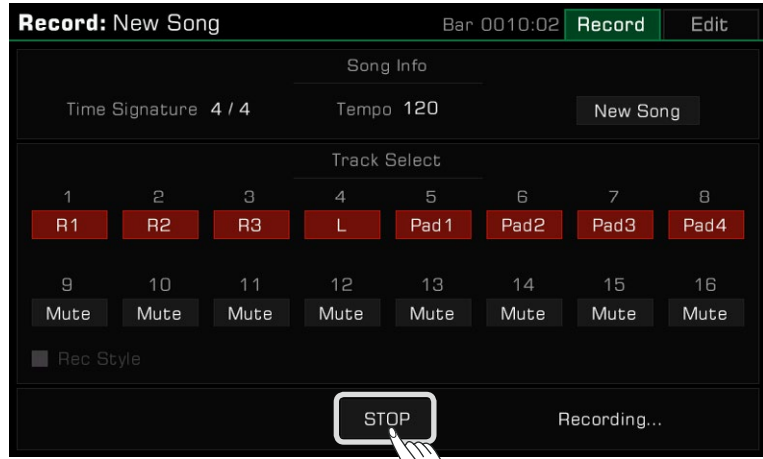 Record: New Song Bar 0010:02 Record Edit
Song Info
Time Signature 4 / 4 Tempo 120 New Song
Track Select
1 2 3 4 5 6 7 8
R1 R2 R3 L Pad1 Pad2 Pad3 Pad4
9 10 11 12 13 14 15 16
Mute Mute Mute Mute Mute Mute Mute Mute
Rec Style
STOP Recording...